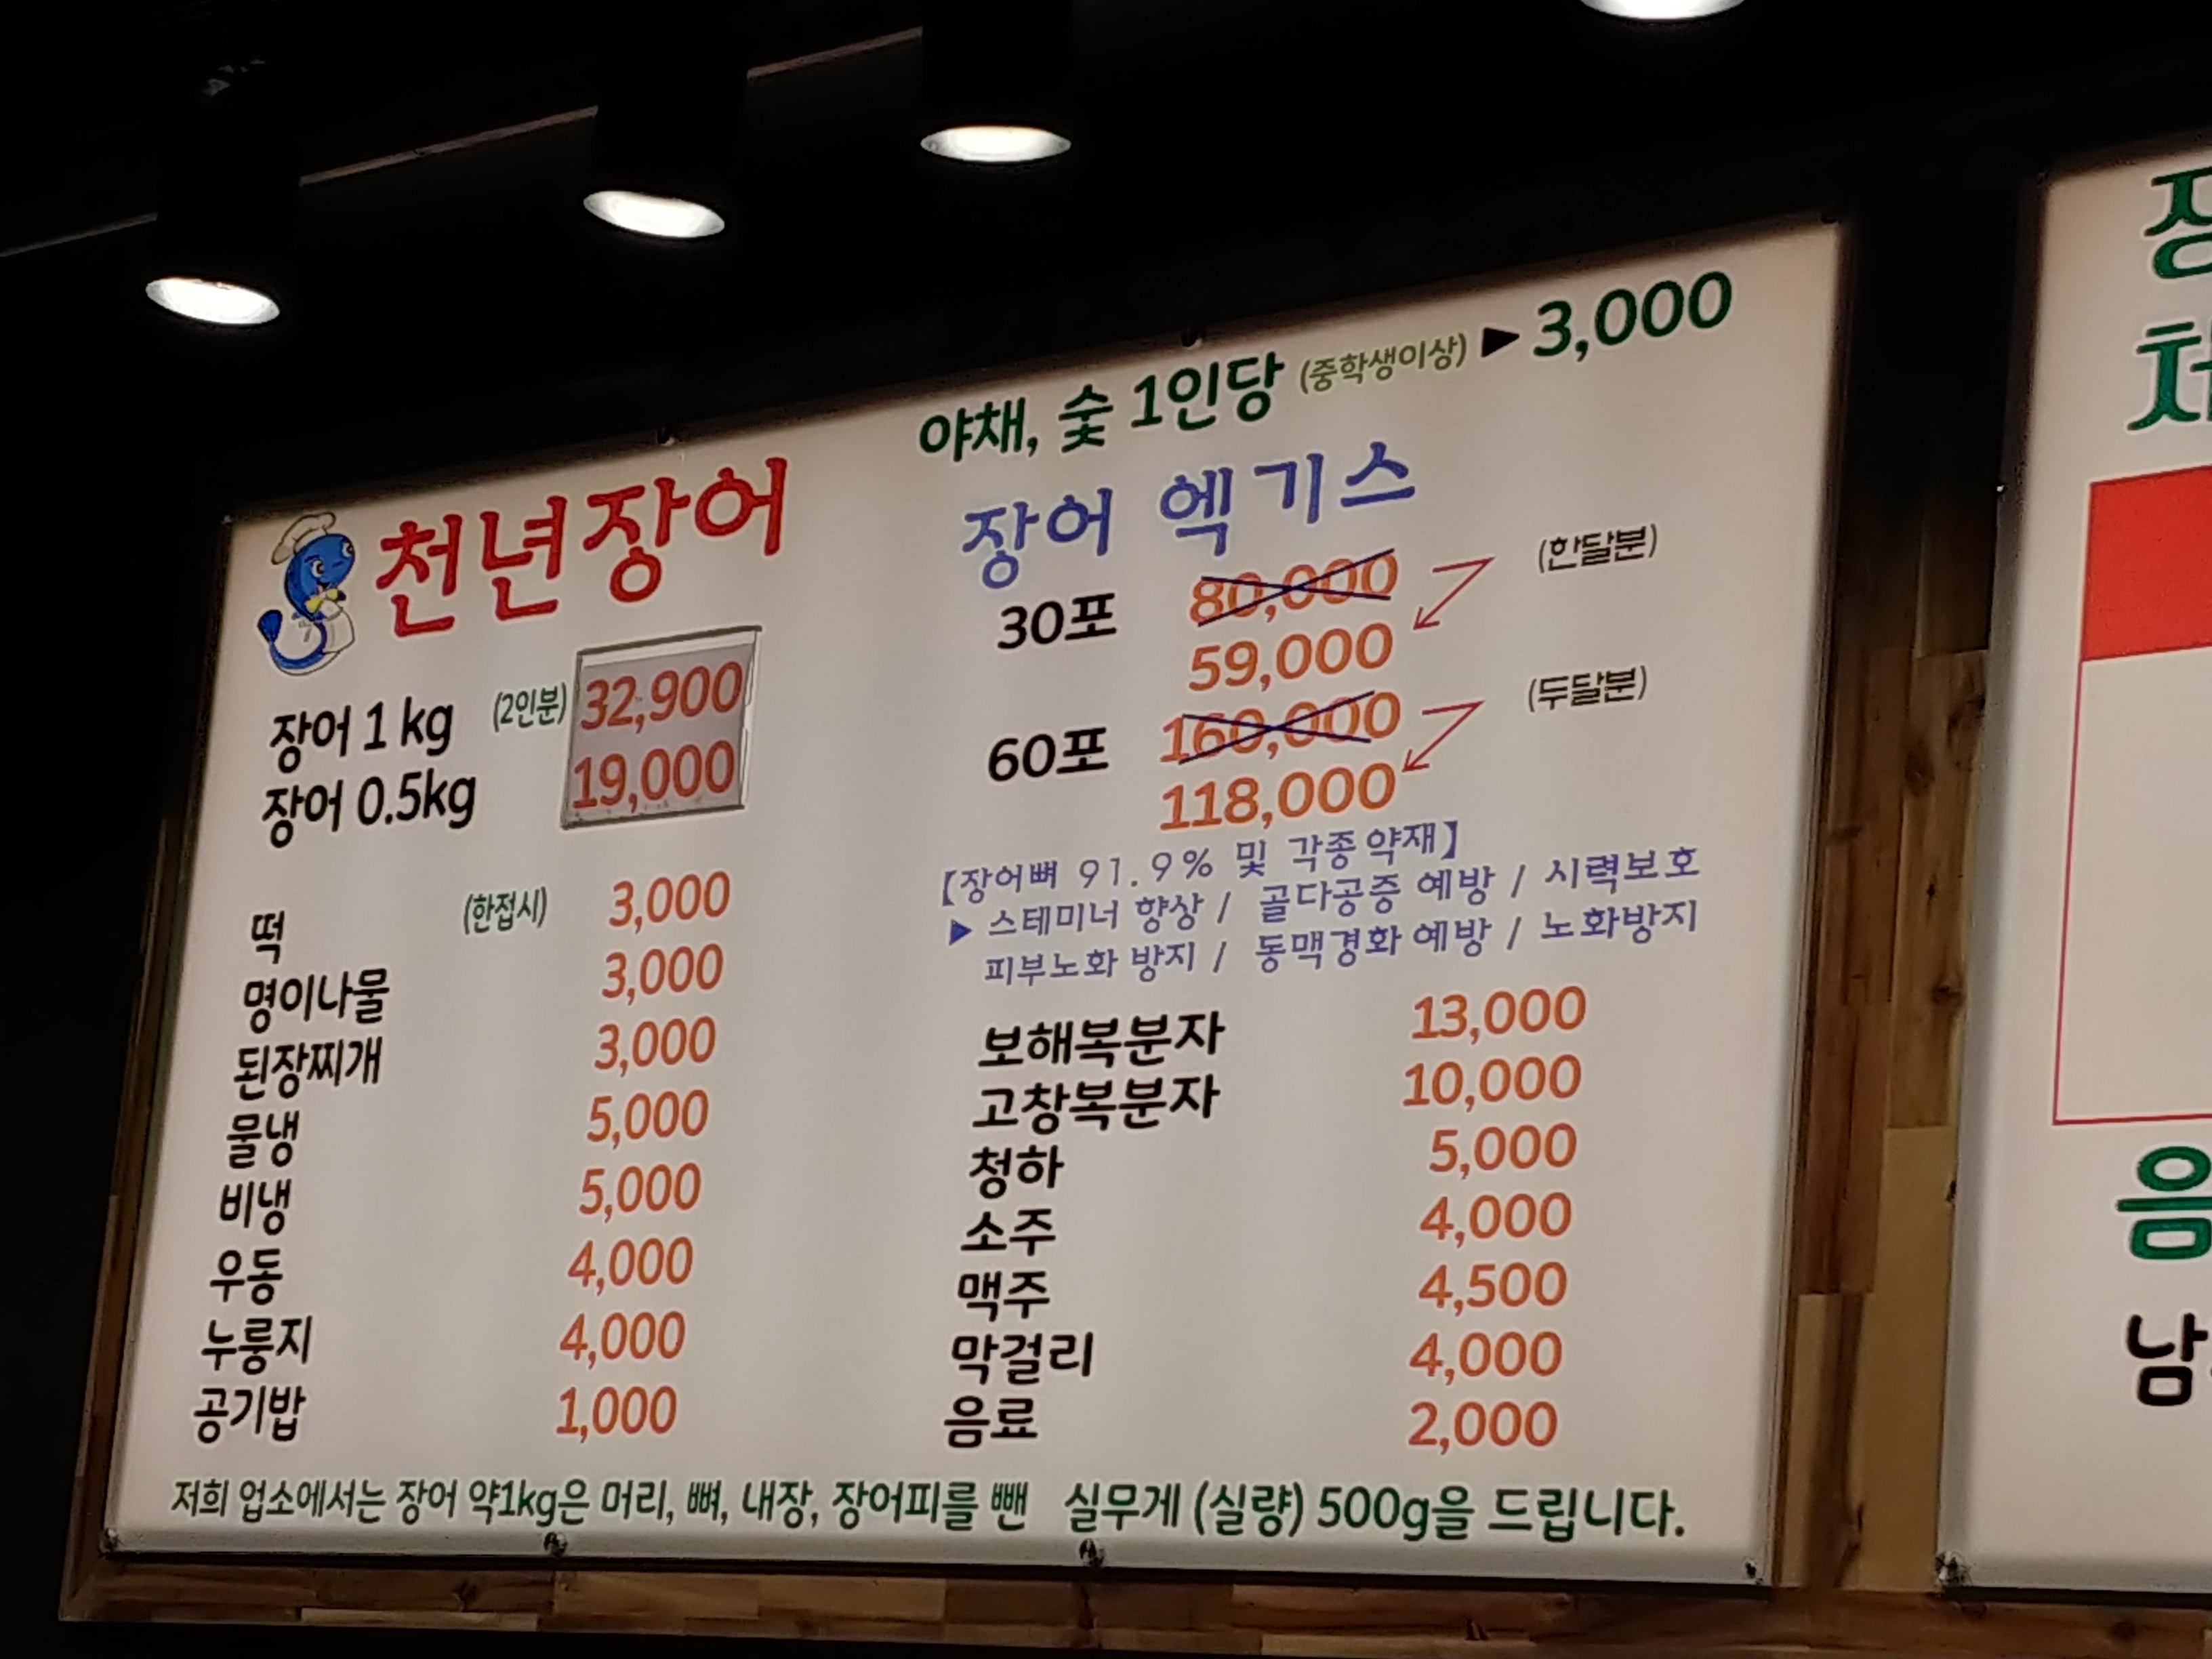 야채, 숯 1인당 (중학생이상) ▶ 3,000
천년장어
장어 1 kg (2인분) 32,900
장어 0.5kg 19,000
떡 (한접시) 3,000
명이나물 3,000
된장찌개 3,000
물냉 5,000
비냉 5,000
우동 4,000
누룽지 4,000
공기밥 1,000
장어 엑기스
30포 80,000 (한달분)
59,000
60포 160,000 (두달분)
118,000
【장어뼈 91.9% 및 각종약재】
▶ 스테미너 향상 / 골다공증 예방 / 시력보호
피부노화 방지 / 동맥경화 예방 / 노화방지
보해복분자 13,000
고창복분자 10,000
청하 5,000
소주 4,000
맥주 4,500
막걸리 4,000
음료 2,000
저희 업소에서는 장어 약1kg은 머리, 뼈, 내장, 장어피를 뺀 실무게 (실량) 500g을 드립니다.
음
남